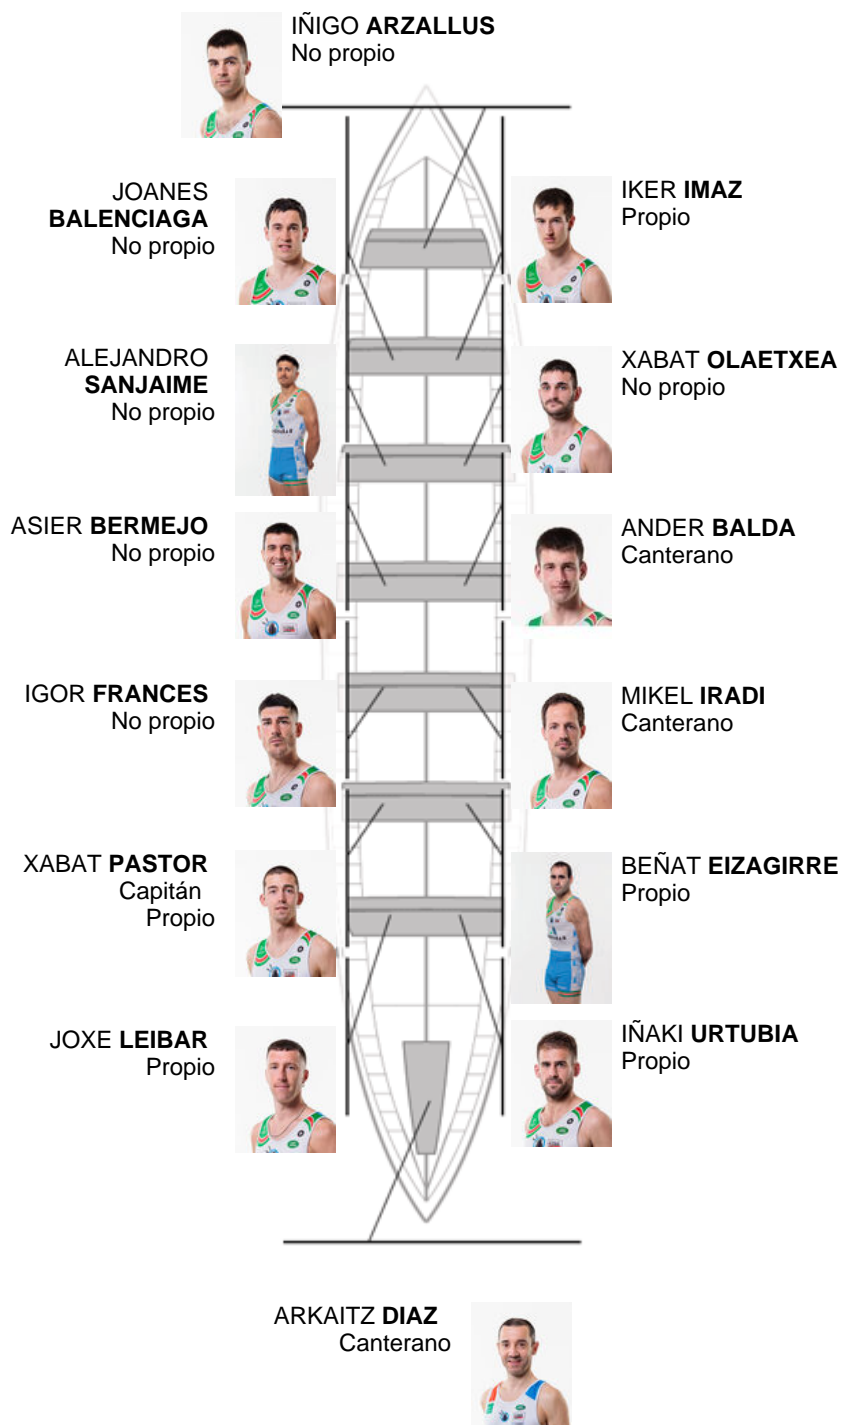 IÑIGO ARZALLUS
No propio
JOANES
BALENCIAGA
No propio
IKER IMAZ
Propio
ALEJANDRO
SANJAIME
No propio
XABAT OLAETXEA
No propio
ASIER BERMEJO
No propio
ANDER BALDA
Canterano
IGOR FRANCES
No propio
MIKEL IRADI
Canterano
XABAT PASTOR
Capitán
Propio
BEÑAT EIZAGIRRE
Propio
JOXE LEIBAR
Propio
IÑAKI URTUBIA
Propio
ARKAITZ DIAZ
Canterano